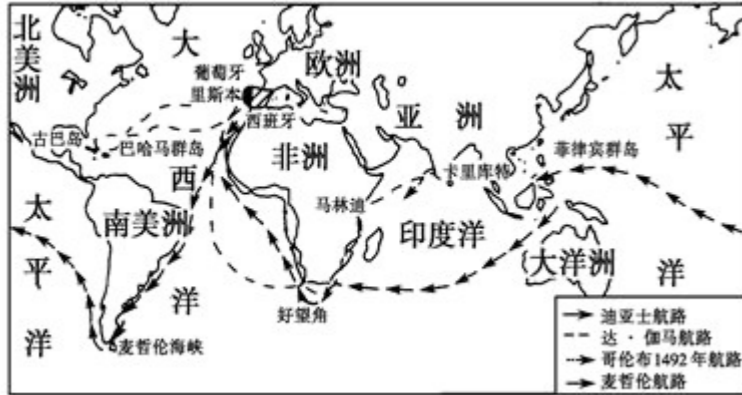 北美洲
大
葡萄牙
里斯本
欧洲
太
西班牙
亚洲
平
古巴岛
巴哈马群岛
非洲
菲律宾群岛
西
卡里库特
马林迪
太
南美洲
印度洋
平
大洋洲
洋
洋
洋
好望角
麦哲伦海峡
迪亚士航路
达·伽马航路
哥伦布1492年航路
麦哲伦航路